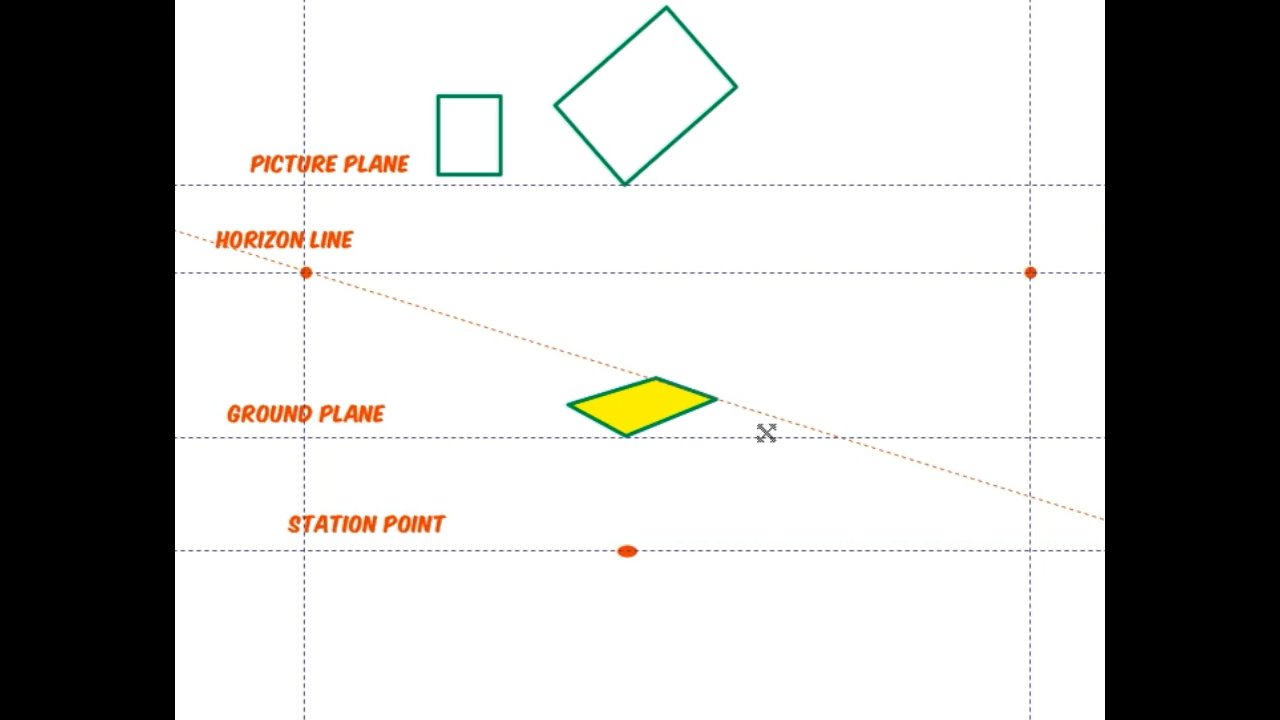 PICTURE PLANE
HORIZON LINE
GROUND PLANE
STATION POINT